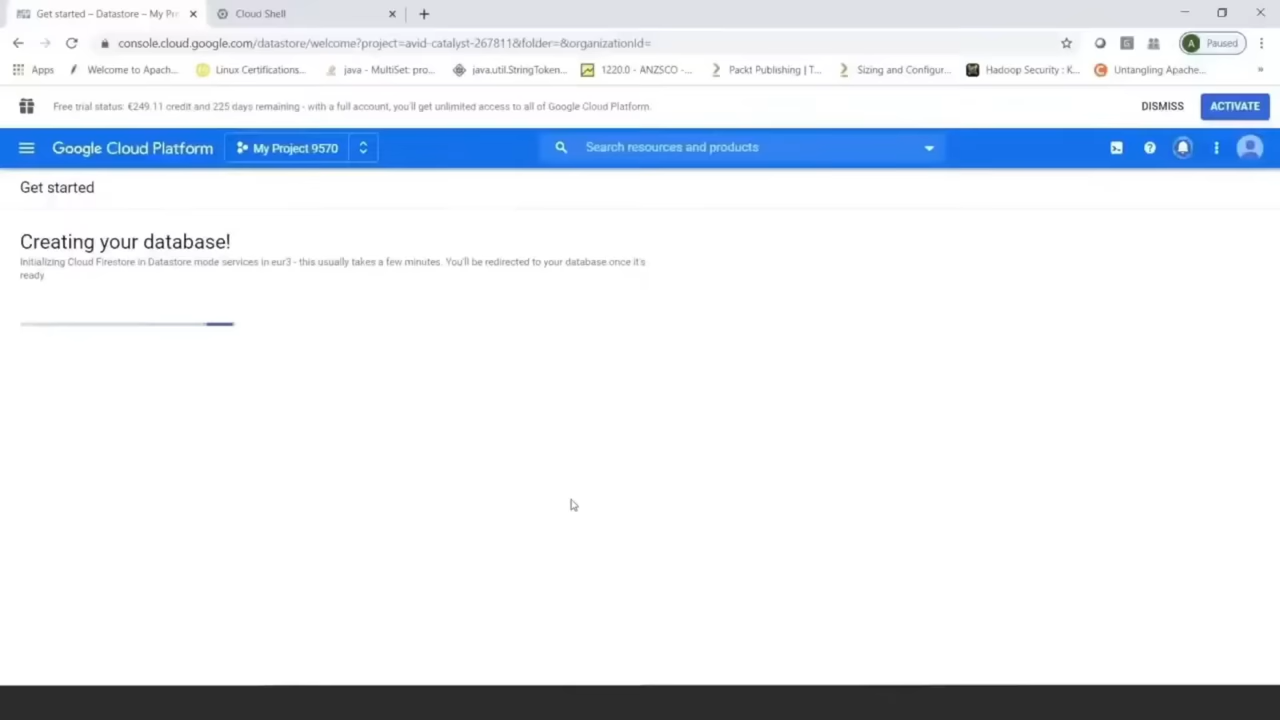 Get started – Datastore – My Pr
Cloud Shell
console.cloud.google.com/datastore/welcome?project=avid-catalyst-267811&folder=&organizationId=
A Paused
Apps
Welcome to Apach...
Linux Certifications...
java - MultiSet: pro...
java.util.StringToken...
1220.0 - ANZSCO -...
Packt Publishing | T...
Sizing and Configur...
Hadoop Security : K...
Untangling Apache...
»
Free trial status: €249.11 credit and 225 days remaining - with a full account, you'll get unlimited access to all of Google Cloud Platform.
DISMISS
ACTIVATE
Google Cloud Platform
My Project 9570
Search resources and products
Get started
Creating your database!
Initializing Cloud Firestore in Datastore mode services in eur3 - this usually takes a few minutes. You'll be redirected to your database once it's
ready